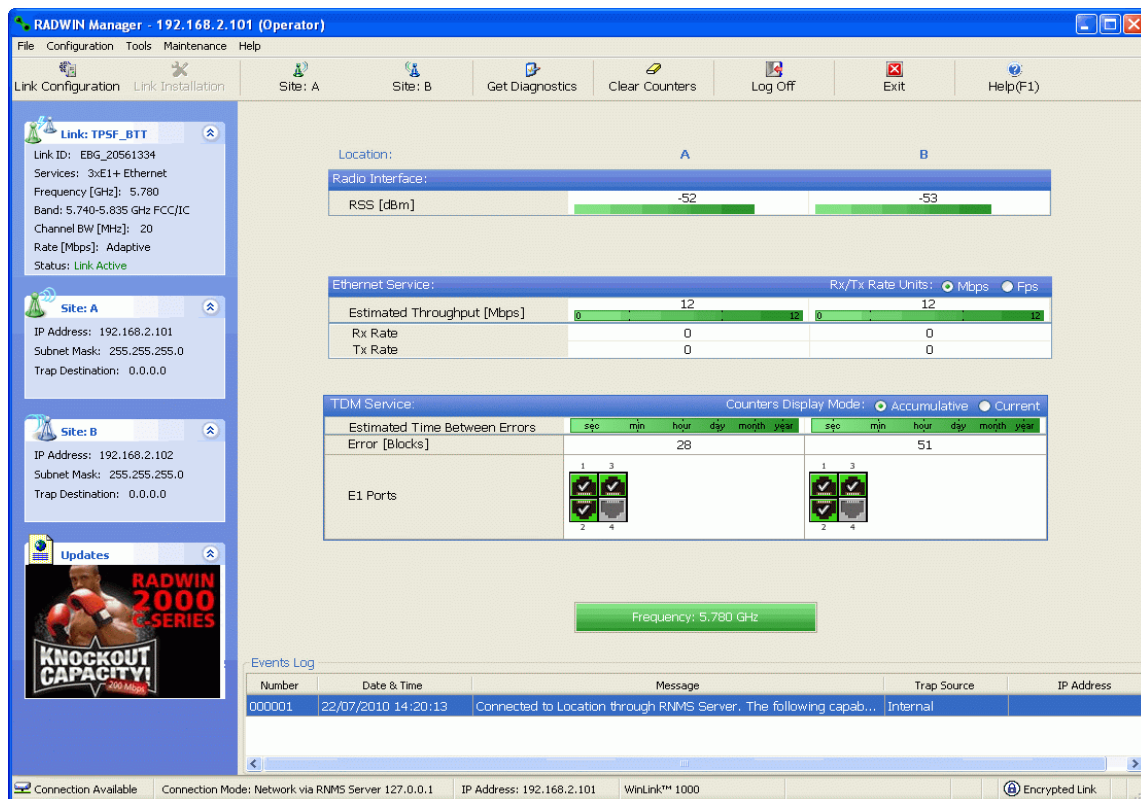 RADWIN Manager - 192.168.2.101 (Operator)
File Configuration Tools Maintenance Help
Link Configuration Link Installation Site: A Site: B Get Diagnostics Clear Counters Log Off Exit Help(F1)
Link: TPSF_BTT
Link ID: EBG_20561334
Services: 3xE1+ Ethernet
Frequency [GHz]: 5.780
Band: 5.740-5.835 GHz FCC/IC
Channel BW [MHz]: 20
Rate [Mbps]: Adaptive
Status: Link Active
Site: A
IP Address: 192.168.2.101
Subnet Mask: 255.255.255.0
Trap Destination: 0.0.0.0
Site: B
IP Address: 192.168.2.102
Subnet Mask: 255.255.255.0
Trap Destination: 0.0.0.0
Updates
RADWIN
2000
C-SERIES
KNOCKOUT
CAPACITY!
200 Mbps
Location: A B
Radio Interface:
RSS [dBm] -52 -53
Ethernet Service: Rx/Tx Rate Units: Mbps Fps
Estimated Throughput [Mbps] 12 12
0 12 0 12
Rx Rate 0 0
Tx Rate 0 0
TDM Service: Counters Display Mode: Accumulative Current
Estimated Time Between Errors sec min hour day month year sec min hour day month year
Error [Blocks] 28 51
1 3 1 3
E1 Ports
2 4 2 4
Frequency: 5.780 GHz
Events Log
Number Date & Time Message Trap Source IP Address
000001 22/07/2010 14:20:13 Connected to Location through RNMS Server. The following capab... Internal
Connection Available Connection Mode: Network via RNMS Server 127.0.0.1 IP Address: 192.168.2.101 WinLink™ 1000 Encrypted Link